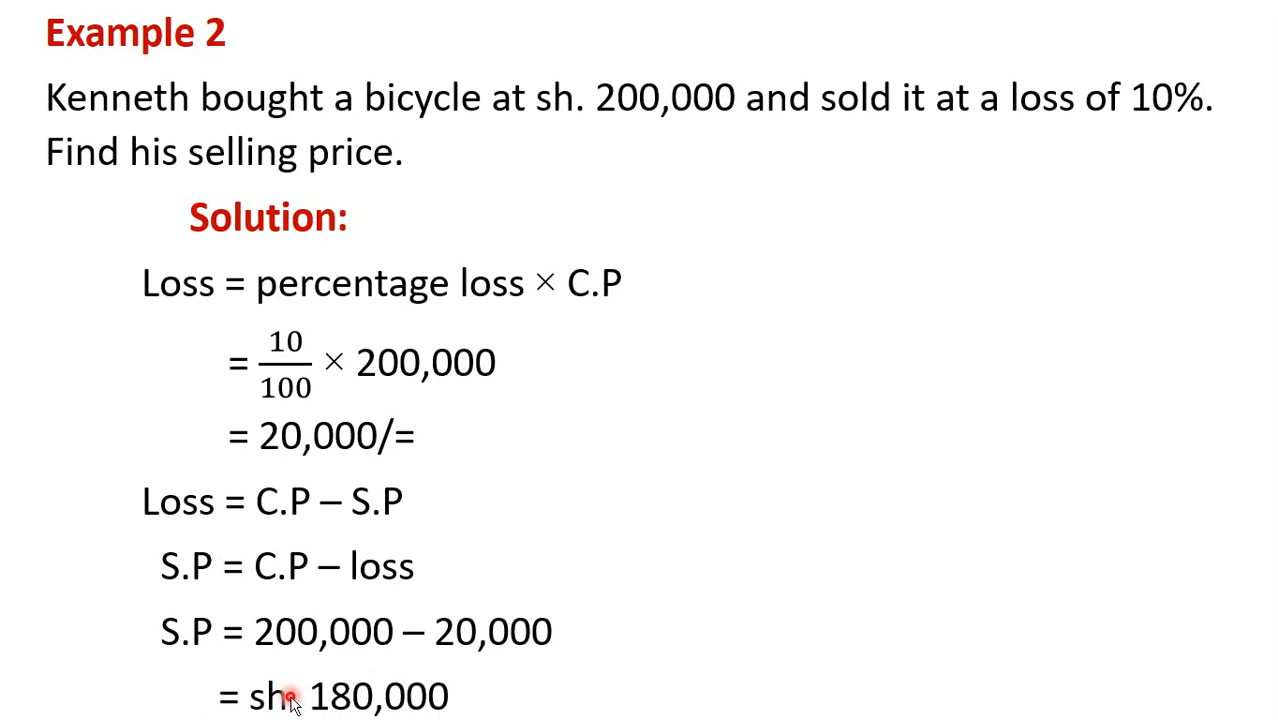 Example 2
Kenneth bought a bicycle at sh. 200,000 and sold it at a loss of 10%.
Find his selling price.
Solution:
Loss = percentage loss × C.P
= 10/100 × 200,000
= 20,000/=
Loss = C.P – S.P
S.P = C.P – loss
S.P = 200,000 – 20,000
= sh. 180,000